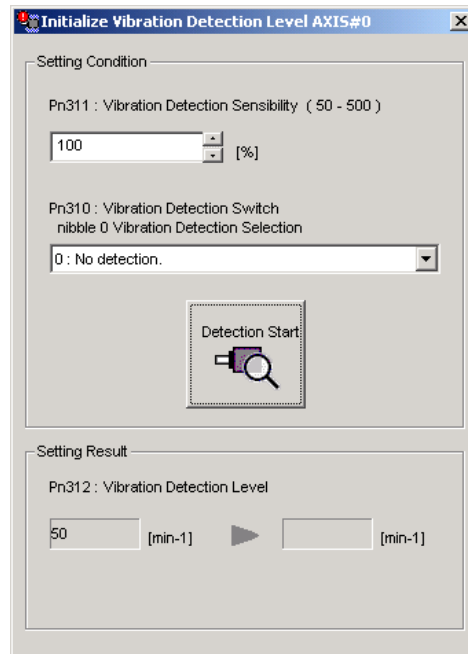 Initialize Vibration Detection Level AXIS#0
Setting Condition
Pn311 : Vibration Detection Sensibility ( 50 - 500 )
100
[%]
Pn310 : Vibration Detection Switch
nibble 0 Vibration Detection Selection
0 : No detection.
Detection Start
Setting Result
Pn312 : Vibration Detection Level
50 [min-1] [min-1]